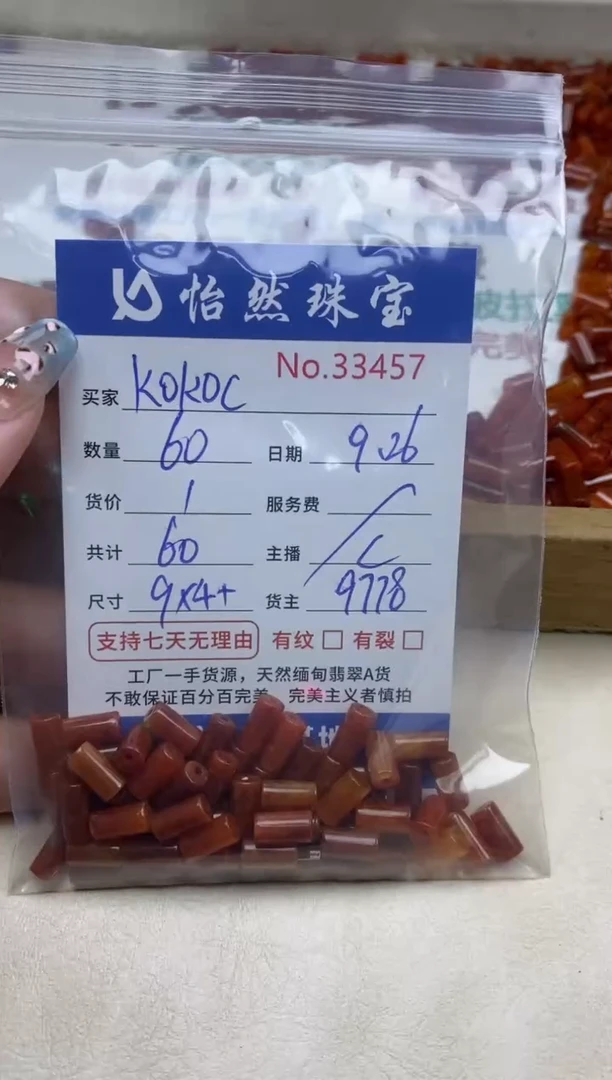 怡然珠宝
No.33457
买家 KOKOC
数量 60 日期 9.26
货价 1 服务费 /
共计 60 主播 C
尺寸 9x4+ 货主 9778
支持七天无理由 有纹 □ 有裂 □
工厂一手货源，天然缅甸翡翠A货
不敢保证百分百完美，完美主义者慎拍